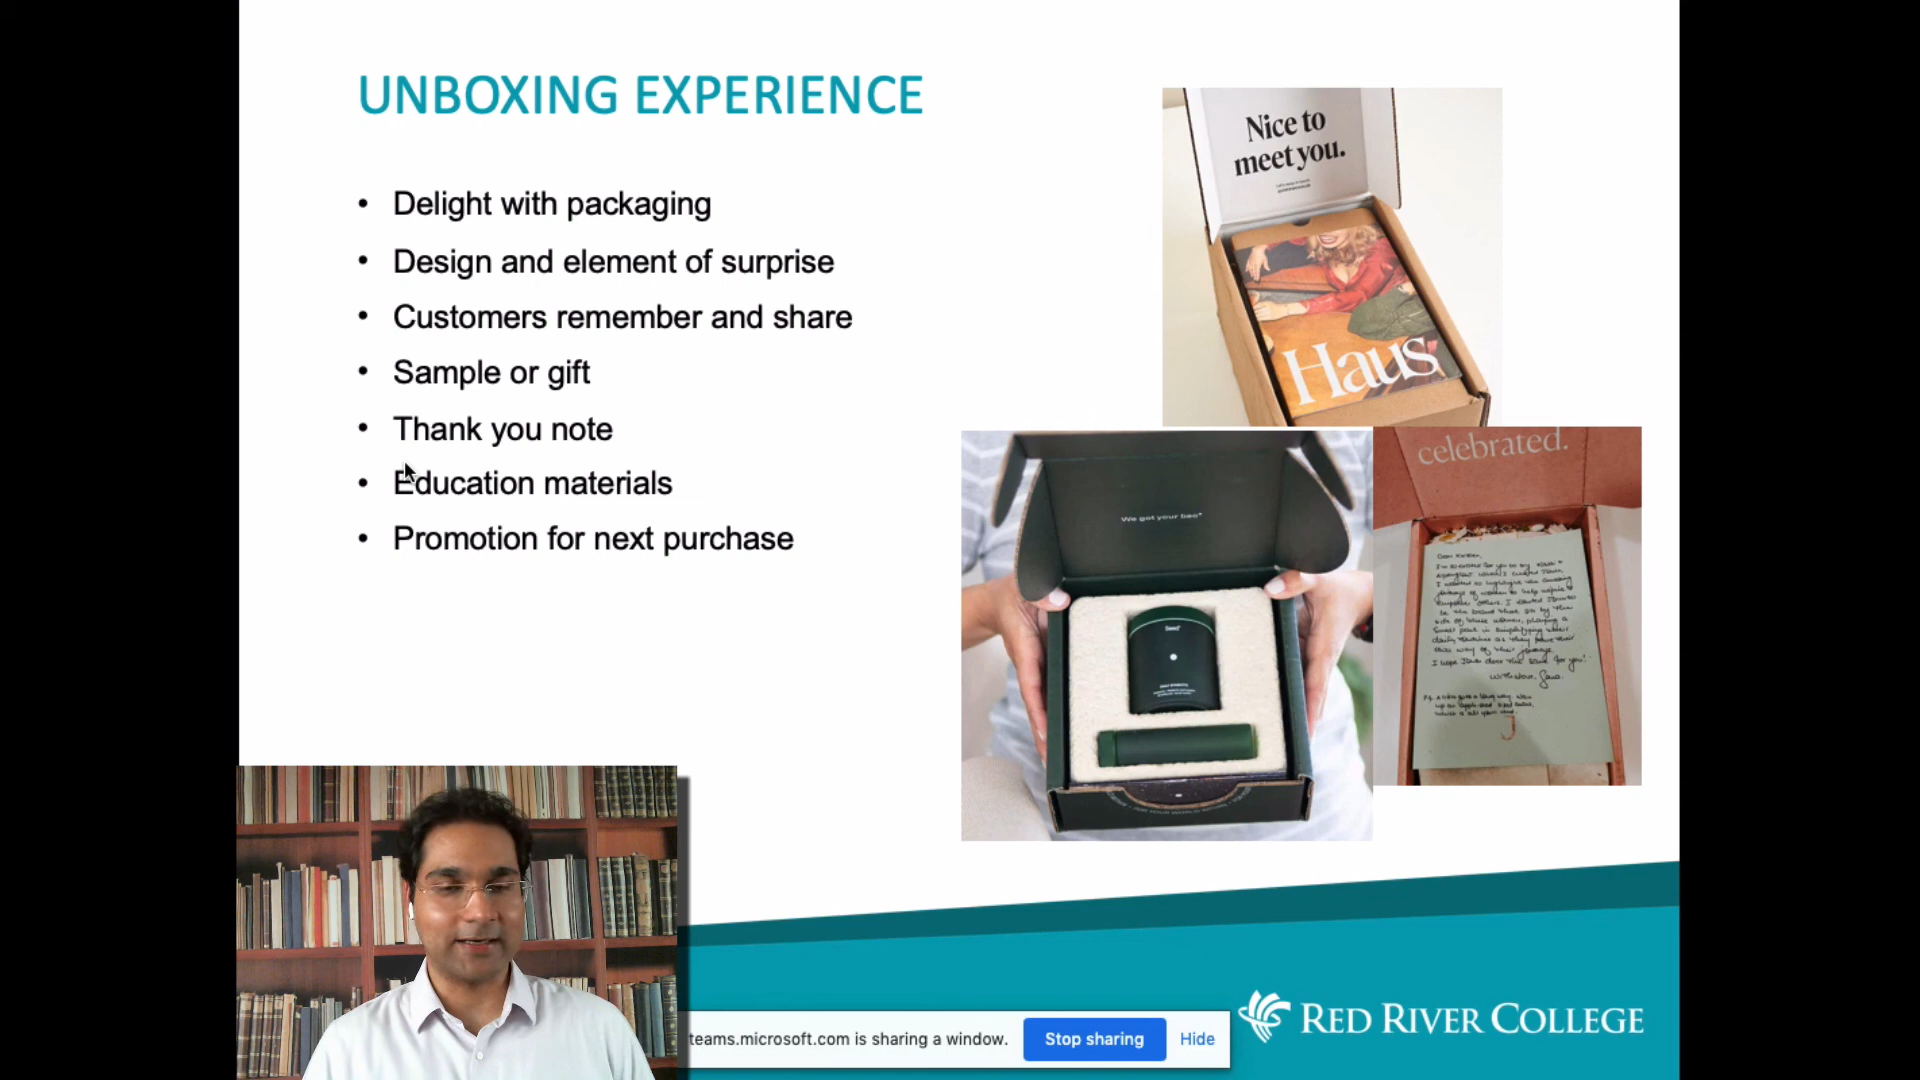 UNBOXING EXPERIENCE
• Delight with packaging
• Design and element of surprise
• Customers remember and share
• Sample or gift
• Thank you note
• Education materials
• Promotion for next purchase
Nice to
meet you.
Haus
We got your bac"
Seed
celebrated.
teams.microsoft.com is sharing a window.
Stop sharing
Hide
RED RIVER COLLEGE